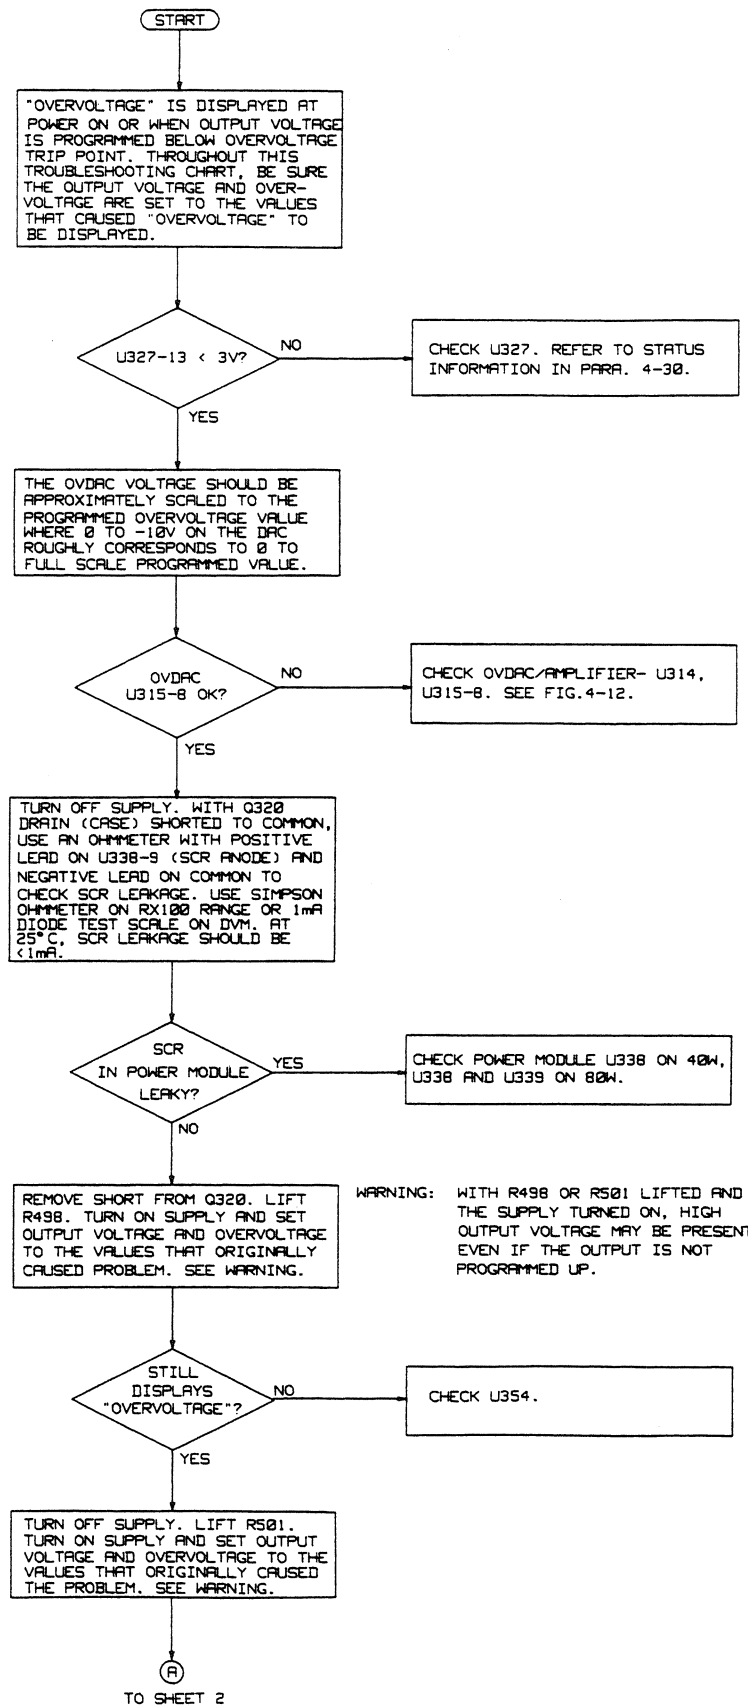 START
"OVERVOLTAGE" IS DISPLAYED AT
POWER ON OR WHEN OUTPUT VOLTAGE
IS PROGRAMMED BELOW OVERVOLTAGE
TRIP POINT. THROUGHOUT THIS
TROUBLESHOOTING CHART, BE SURE
THE OUTPUT VOLTAGE AND OVER-
VOLTAGE ARE SET TO THE VALUES
THAT CAUSED "OVERVOLTAGE" TO
BE DISPLAYED.
U327-13 < 3V?
NO
CHECK U327. REFER TO STATUS
INFORMATION IN PARA. 4-30.
YES
THE OVDAC VOLTAGE SHOULD BE
APPROXIMATELY SCALED TO THE
PROGRAMMED OVERVOLTAGE VALUE
WHERE 0 TO -10V ON THE DAC
ROUGHLY CORRESPONDS TO 0 TO
FULL SCALE PROGRAMMED VALUE.
OVDAC
U315-8 OK?
NO
CHECK OVDAC/AMPLIFIER- U314,
U315-8. SEE FIG.4-12.
YES
TURN OFF SUPPLY. WITH Q320
DRAIN (CASE) SHORTED TO COMMON,
USE AN OHMMETER WITH POSITIVE
LEAD ON U338-9 (SCR ANODE) AND
NEGATIVE LEAD ON COMMON TO
CHECK SCR LEAKAGE. USE SIMPSON
OHMMETER ON RX100 RANGE OR 1mA
DIODE TEST SCALE ON DVM. AT
25°C, SCR LEAKAGE SHOULD BE
<1mA.
SCR
IN POWER MODULE
LEAKY?
YES
CHECK POWER MODULE U338 ON 40W,
U338 AND U339 ON 80W.
NO
REMOVE SHORT FROM Q320. LIFT
R498. TURN ON SUPPLY AND SET
OUTPUT VOLTAGE AND OVERVOLTAGE
TO THE VALUES THAT ORIGINALLY
CAUSED PROBLEM. SEE WARNING.
WARNING: WITH R498 OR R501 LIFTED AND
THE SUPPLY TURNED ON, HIGH
OUTPUT VOLTAGE MAY BE PRESENT
EVEN IF THE OUTPUT IS NOT
PROGRAMMED UP.
STILL
DISPLAYS
"OVERVOLTAGE"?
NO
CHECK U354.
YES
TURN OFF SUPPLY. LIFT R501.
TURN ON SUPPLY AND SET OUTPUT
VOLTAGE AND OVERVOLTAGE TO THE
VALUES THAT ORIGINALLY CAUSED
THE PROBLEM. SEE WARNING.
A
TO SHEET 2